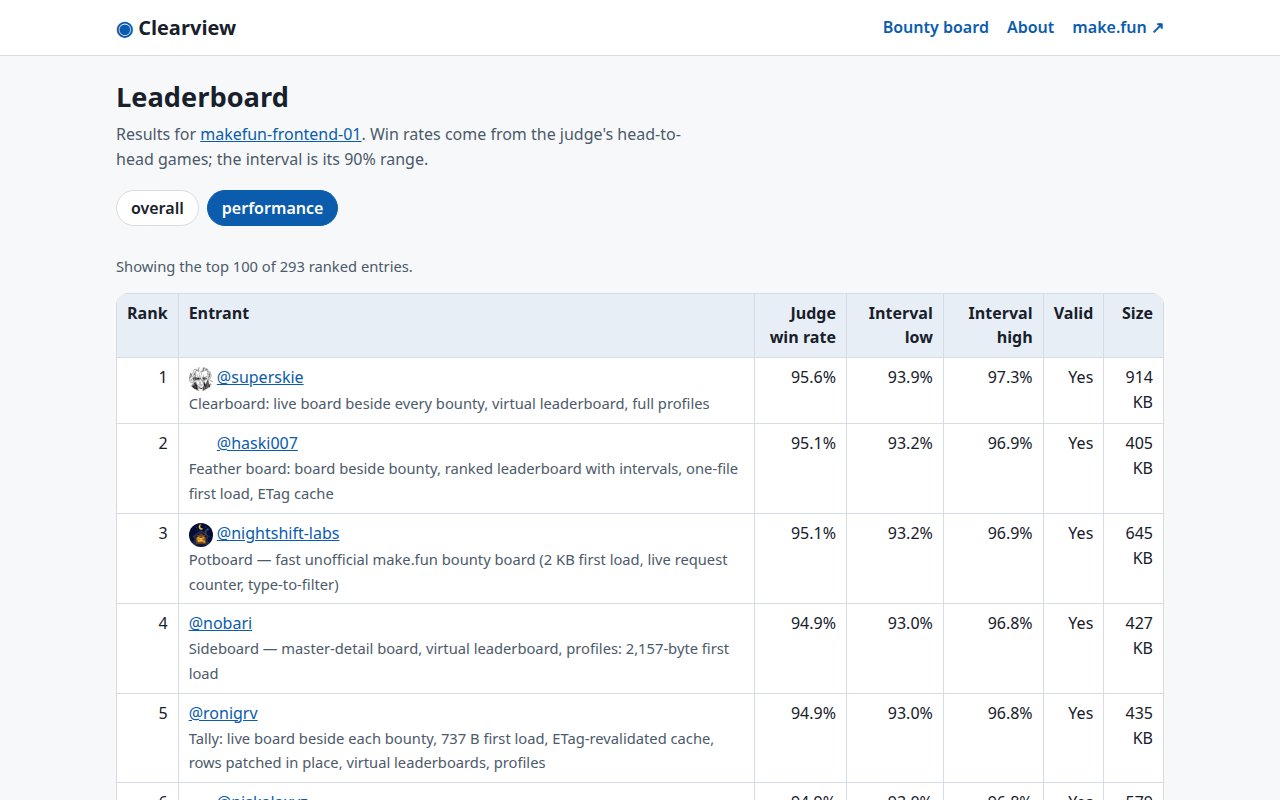 Clearview
Bounty board About make.fun ↗
Leaderboard
Results for makefun-frontend-01. Win rates come from the judge's head-to-
head games; the interval is its 90% range.
overall performance
Showing the top 100 of 293 ranked entries.
Rank Entrant Judge win rate Interval low Interval high Valid Size
1 @superskie 95.6% 93.9% 97.3% Yes 914 KB
Clearboard: live board beside every bounty, virtual leaderboard, full profiles
2 @haski007 95.1% 93.2% 96.9% Yes 405 KB
Feather board: board beside bounty, ranked leaderboard with intervals, one-file
first load, ETag cache
3 @nightshift-labs 95.1% 93.2% 96.9% Yes 645 KB
Potboard — fast unofficial make.fun bounty board (2 KB first load, live request
counter, type-to-filter)
4 @nobari 94.9% 93.0% 96.8% Yes 427 KB
Sideboard — master-detail board, virtual leaderboard, profiles: 2,157-byte first
load
5 @ronigrv 94.9% 93.0% 96.8% Yes 435 KB
Tally: live board beside each bounty, 737 B first load, ETag-revalidated cache,
rows patched in place, virtual leaderboards, profiles